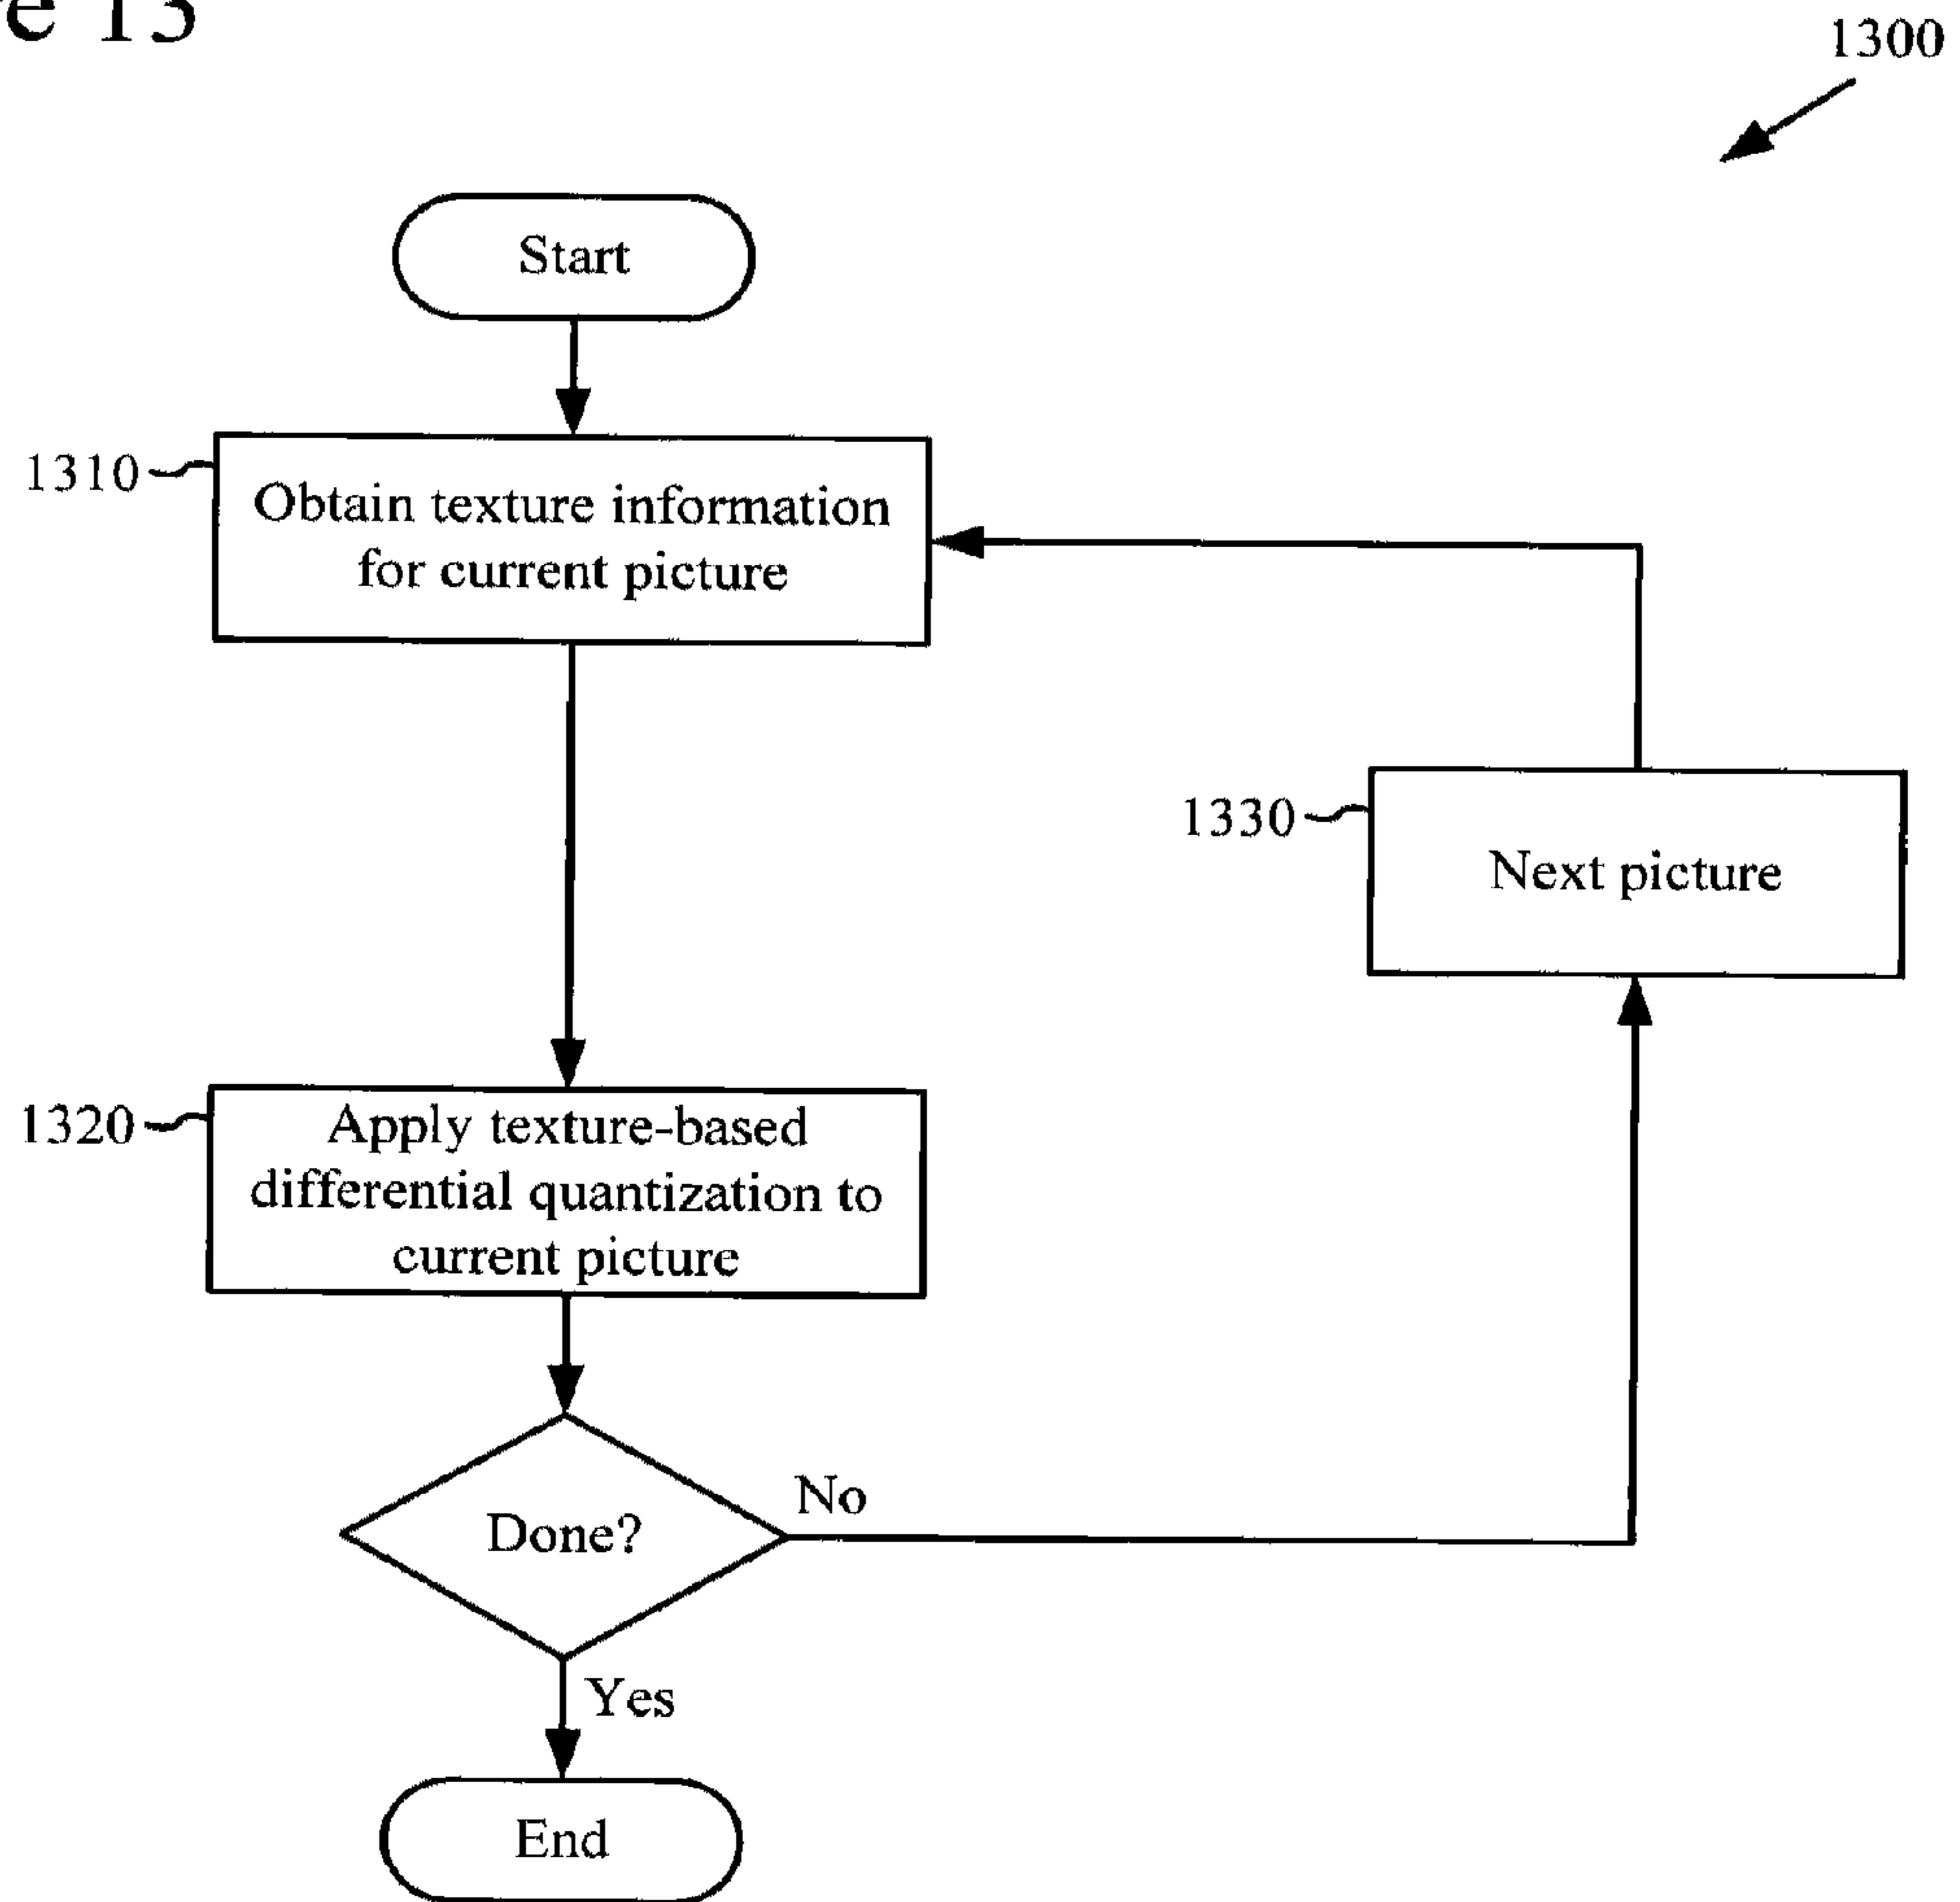 e 13
1300
Start
1310
Obtain texture information
for current picture
1330
Next picture
1320
Apply texture-based
differential quantization to
current picture
Done?
No
Yes
End